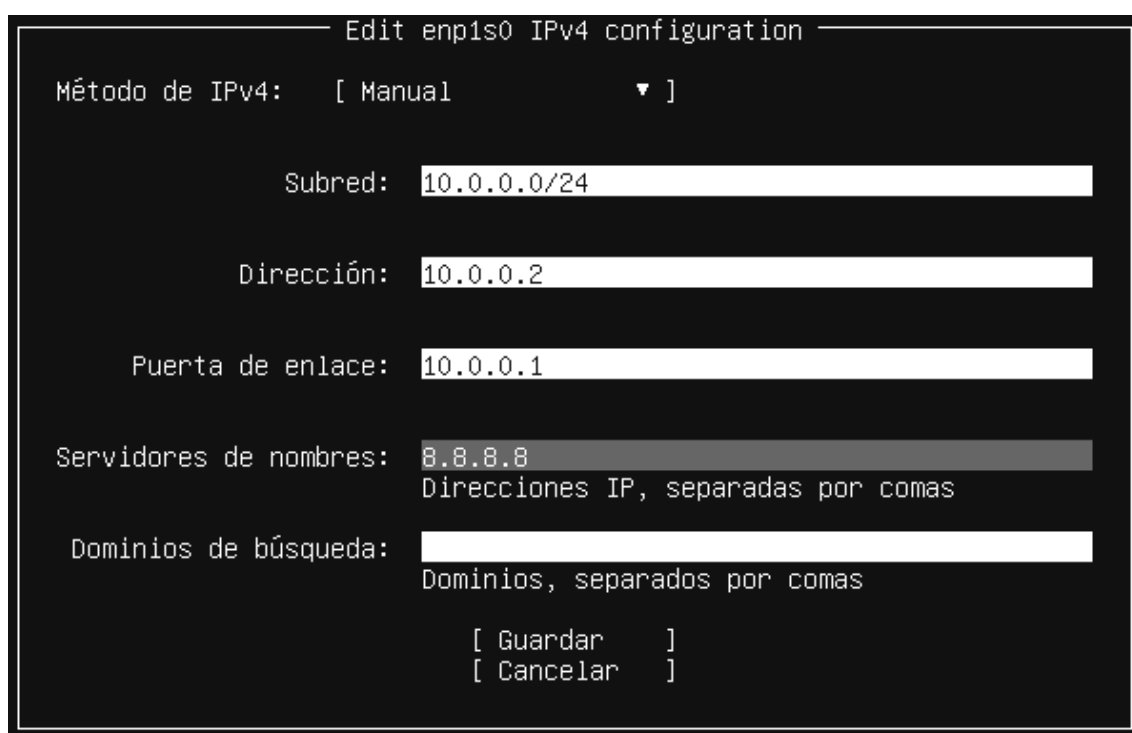 Edit enp1s0 IPv4 configuration
Método de IPv4: [ Manual ▼ ]
Subred: 10.0.0.0/24
Dirección: 10.0.0.2
Puerta de enlace: 10.0.0.1
Servidores de nombres: 8.8.8.8
Direcciones IP, separadas por comas
Dominios de búsqueda:
Dominios, separados por comas
[ Guardar ]
[ Cancelar ]